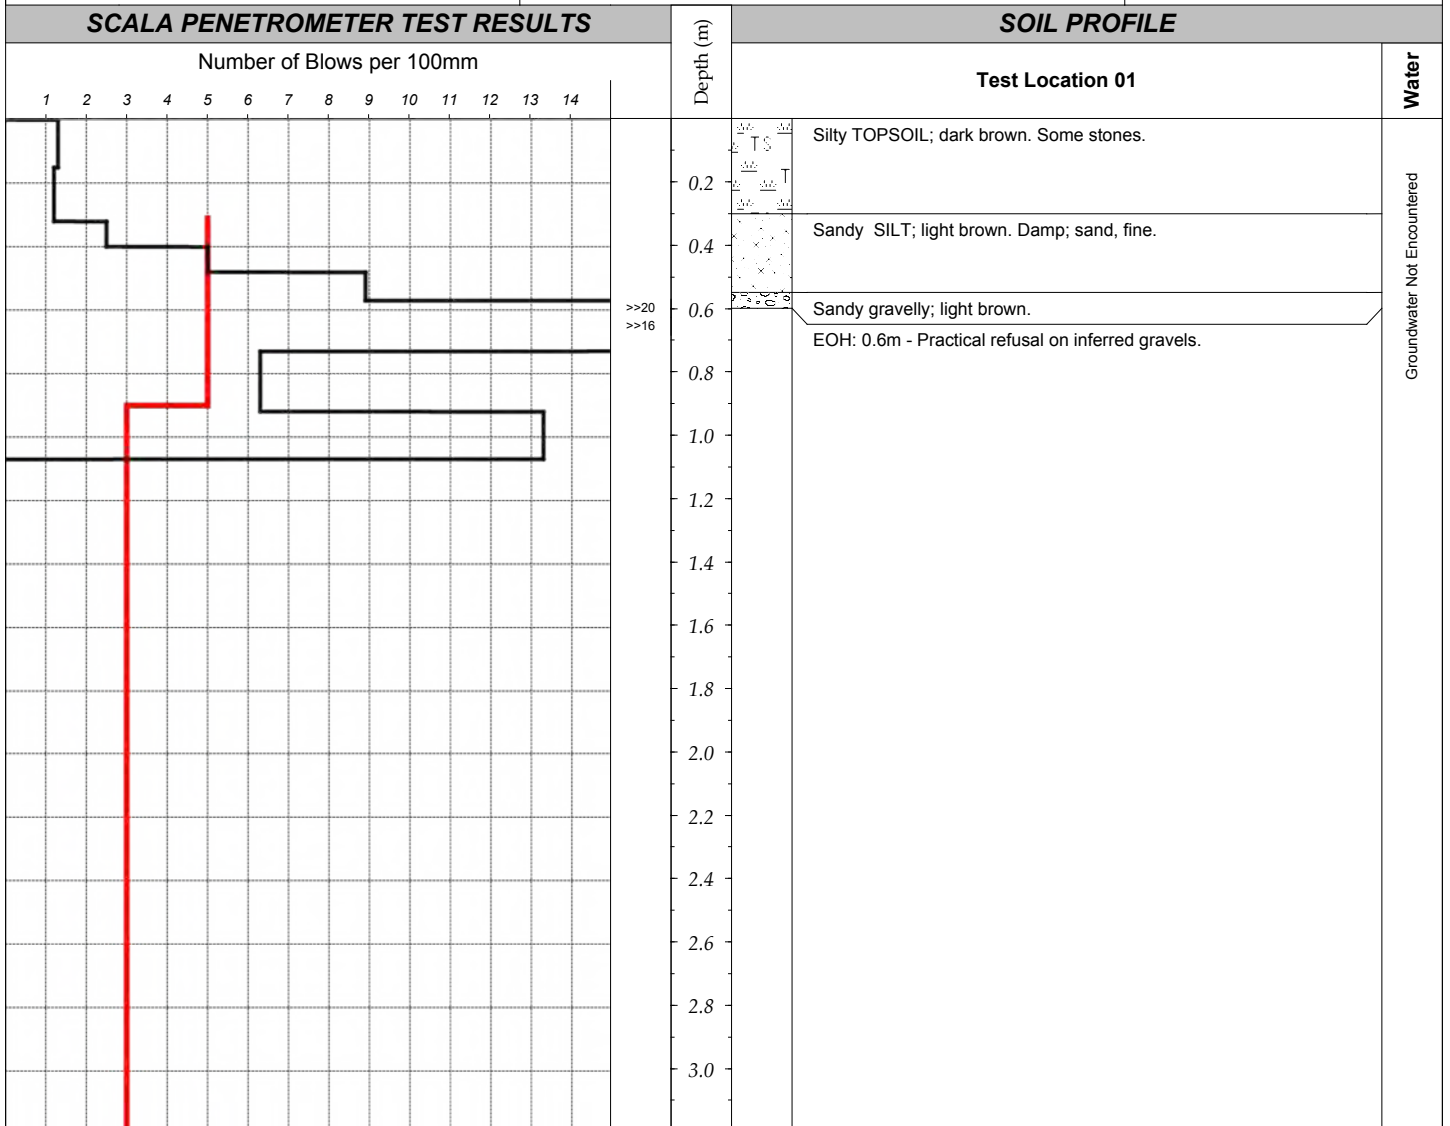 SCALA PENETROMETER TEST RESULTS
Number of Blows per 100mm
1 2 3 4 5 6 7 8 9 10 11 12 13 14
>>20
>>16
Depth (m)
0.2
0.4
0.6
0.8
1.0
1.2
1.4
1.6
1.8
2.0
2.2
2.4
2.6
2.8
3.0
SOIL PROFILE
Test Location 01
Water
TS
T
Silty TOPSOIL; dark brown. Some stones.
Sandy SILT; light brown. Damp; sand, fine.
Sandy gravelly; light brown.
EOH: 0.6m - Practical refusal on inferred gravels.
Groundwater Not Encountered